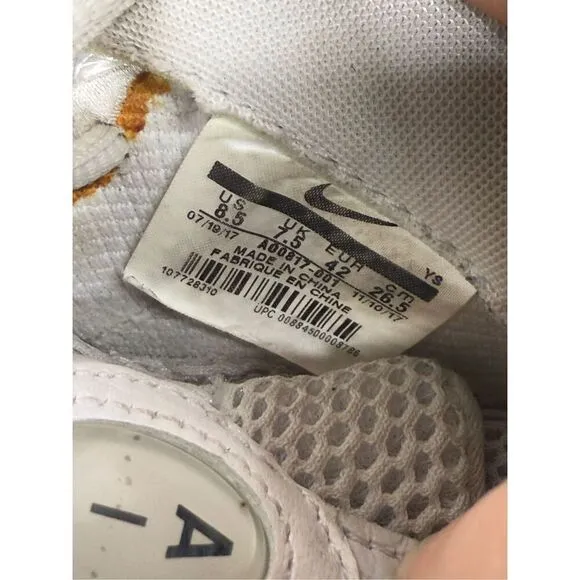 US UK EUR cm
8.5 7.5 42 26.5 YS
07/19/17 AO0817-001 11/10/17
MADE IN CHINA
FABRIQUE EN CHINE
107728310
UPC 00884500008786
A I